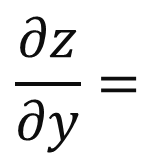 ∂z/∂y =